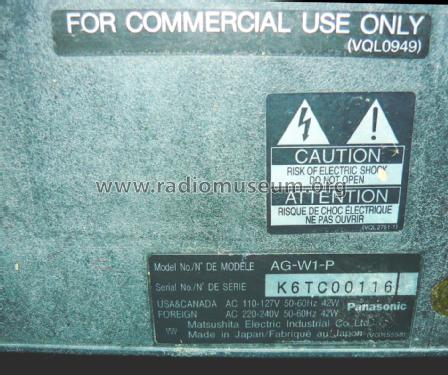 FOR COMMERCIAL USE ONLY
(VQL0949)
CAUTION
RISK OF ELECTRIC SHOCK
DO NOT OPEN
www.radiomuseum.org
ATTENTION
RISQUE DE CHOC ÉLECTRIQUE
NE PAS OUVRIR
Model No./N° DE MODÈLE AG-W1-P
Serial No./N° DE SÉRIE K6TC00116
USA&CANADA AC 110-127V 50-60Hz 42W Panasonic
FOREIGN AC 220-240V 50-60Hz 42W
Matsushita Electric Industrial Co., Ltd.
Made in Japan/Fabriqué au Japon